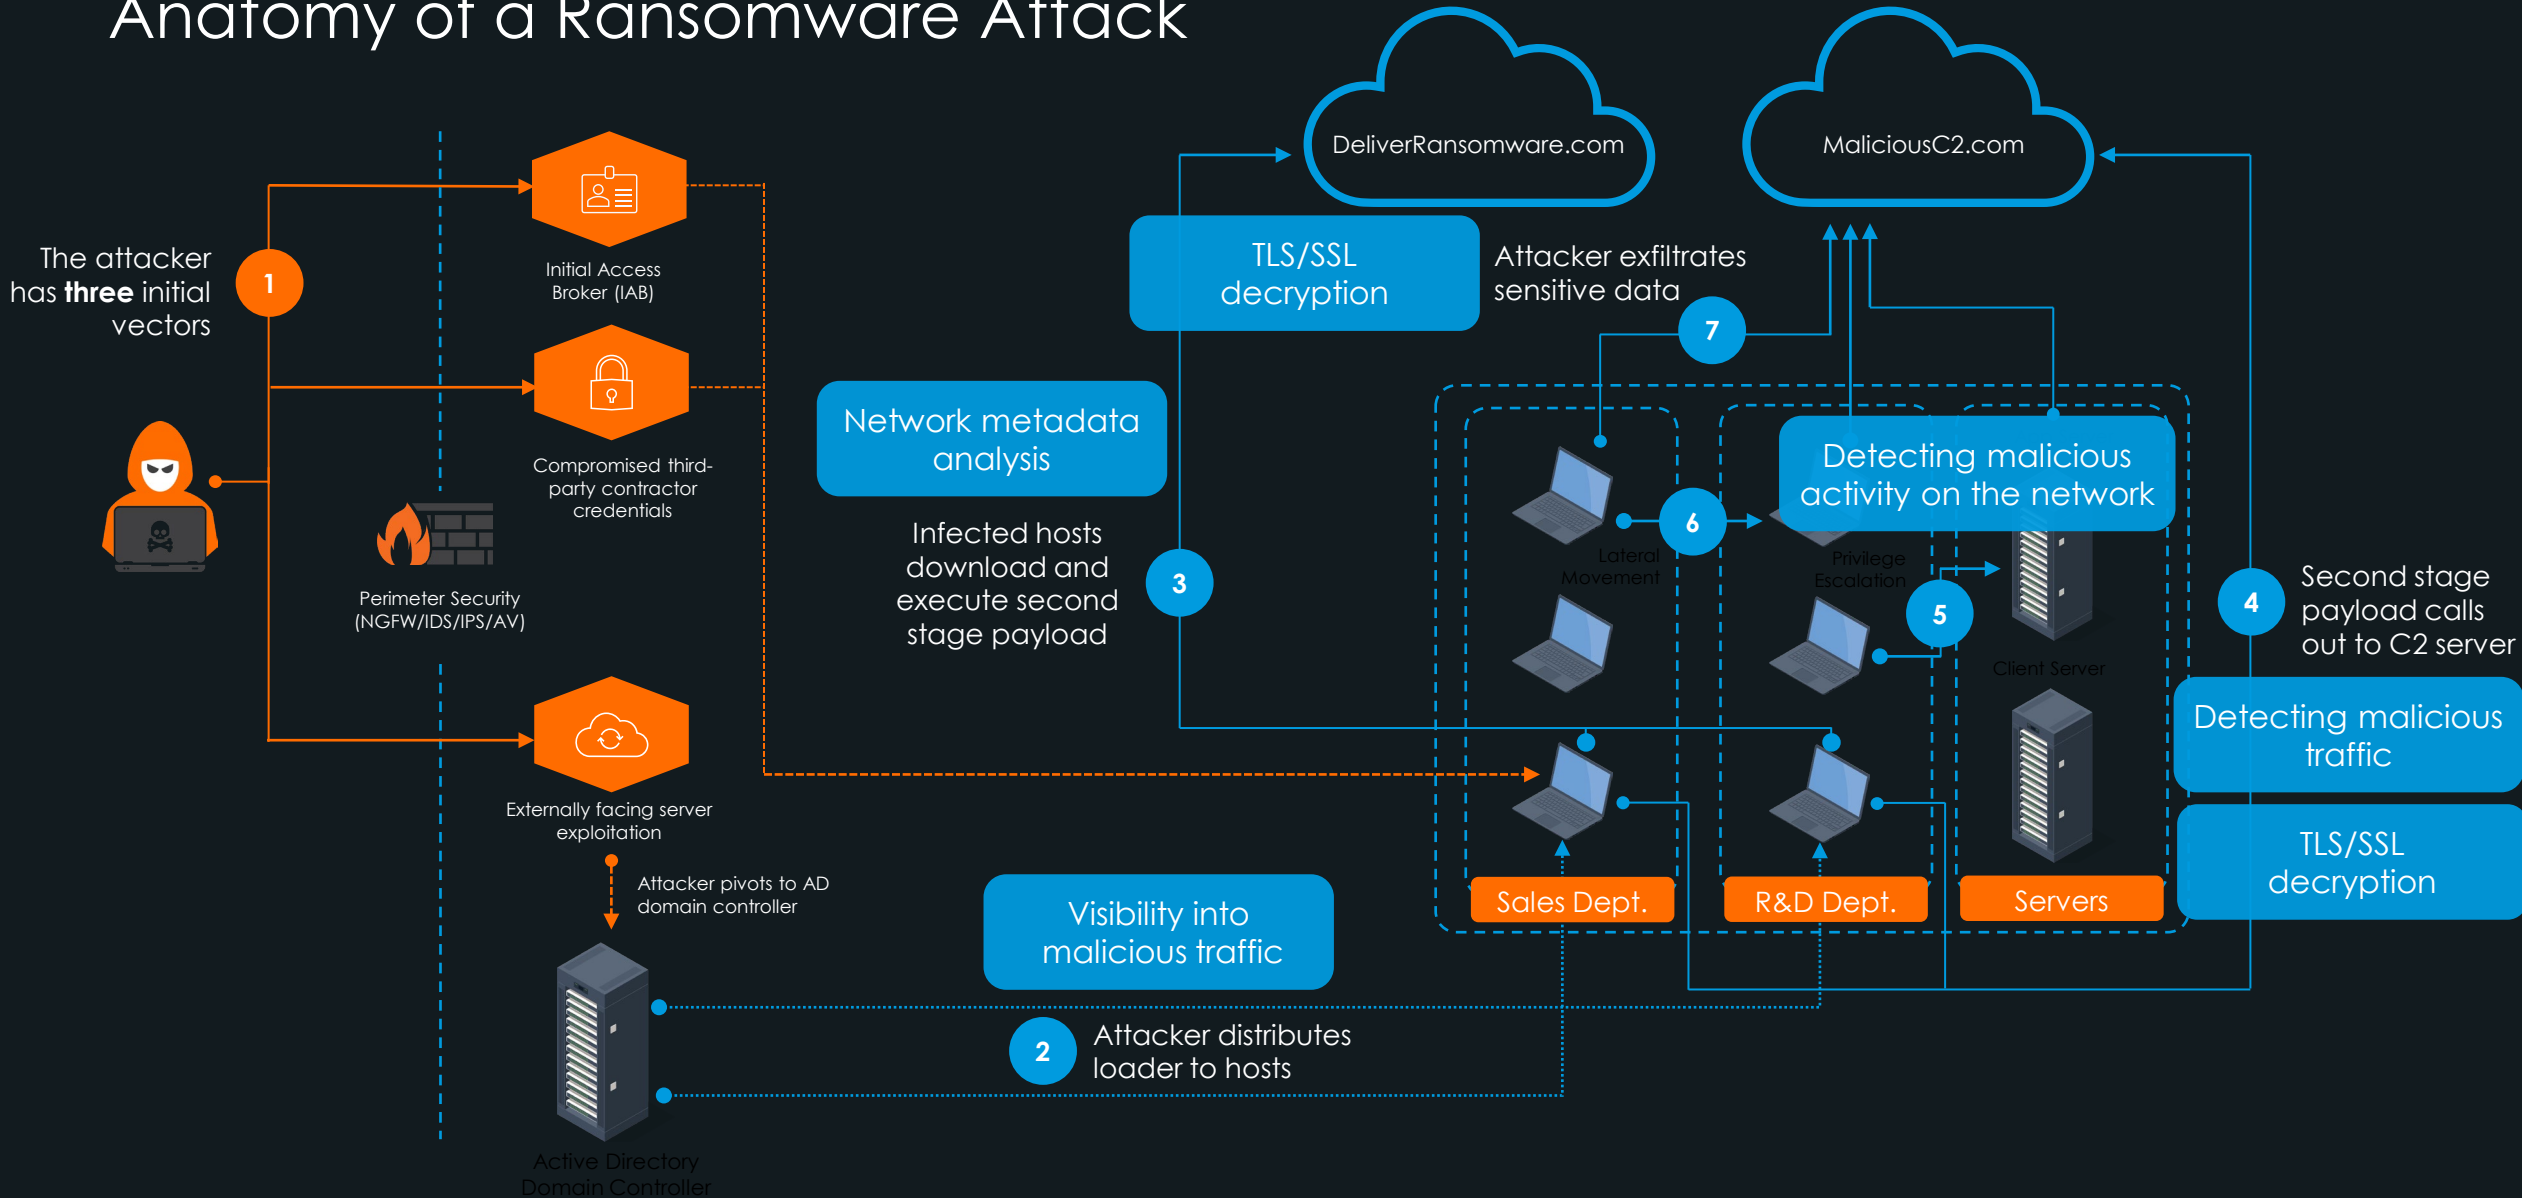 Anatomy of a Ransomware Attack
The attacker
has three initial
vectors
1
Initial Access
Broker (IAB)
Compromised third-
party contractor
credentials
Perimeter Security
(NGFW/IDS/IPS/AV)
Externally facing server
exploitation
Attacker pivots to AD
domain controller
Active Directory
Domain Controller
DeliverRansomware.com
MaliciousC2.com
TLS/SSL
decryption
Attacker exfiltrates
sensitive data
7
Network metadata
analysis
Infected hosts
download and
execute second
stage payload
3
Detecting malicious
activity on the network
6
Lateral
Movement
Privilege
Escalation
5
Client Server
4
Second stage
payload calls
out to C2 server
Detecting malicious
traffic
TLS/SSL
decryption
Sales Dept.
R&D Dept.
Servers
Visibility into
malicious traffic
2
Attacker distributes
loader to hosts